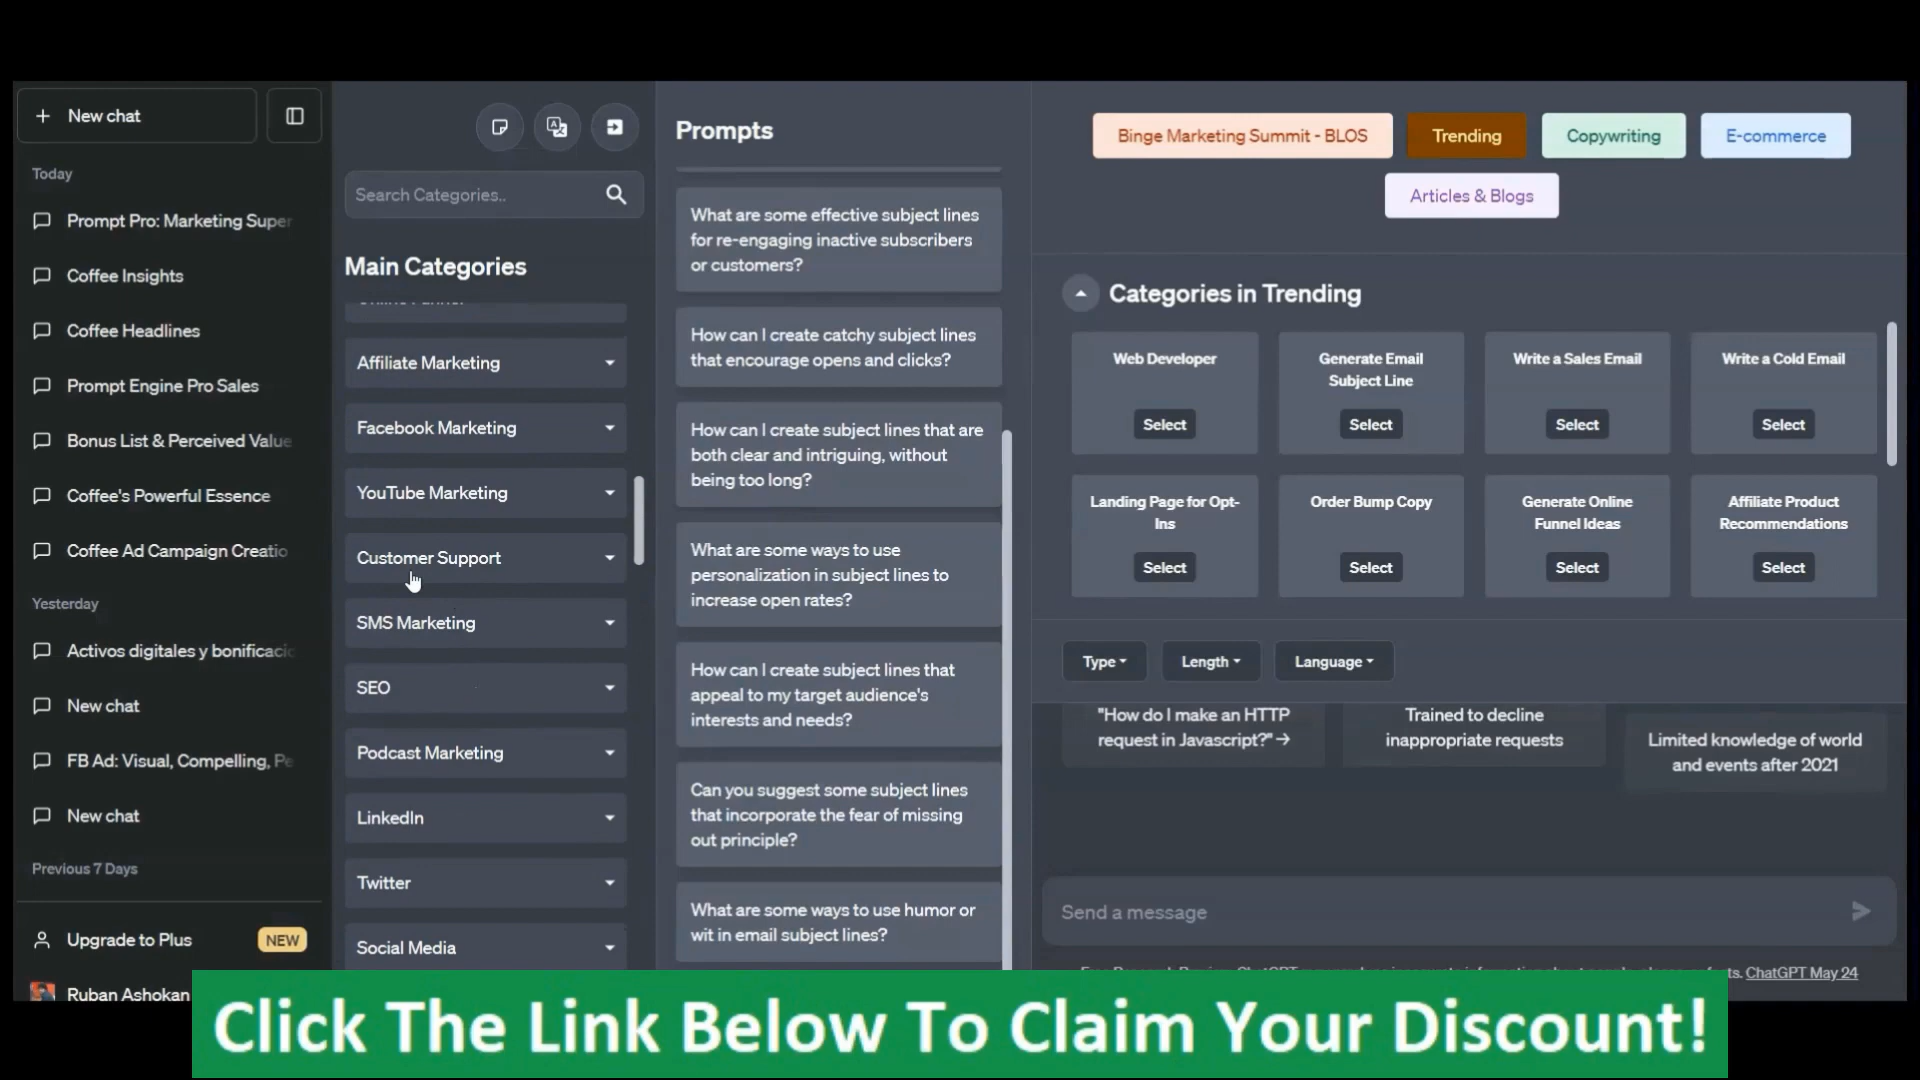 New chat
Today
Prompt Pro: Marketing Super
Coffee Insights
Coffee Headlines
Prompt Engine Pro Sales
Bonus List & Perceived Value
Coffee's Powerful Essence
Coffee Ad Campaign Creatio
Yesterday
Activos digitales y bonificacio
New chat
FB Ad: Visual, Compelling, Pe
New chat
Previous 7 Days
Upgrade to Plus
NEW
Ruban Ashokan
Search Categories..
Main Categories
Affiliate Marketing
Facebook Marketing
YouTube Marketing
Customer Support
SMS Marketing
SEO
Podcast Marketing
LinkedIn
Twitter
Social Media
Prompts
What are some effective subject lines
for re-engaging inactive subscribers
or customers?
How can I create catchy subject lines
that encourage opens and clicks?
How can I create subject lines that are
both clear and intriguing, without
being too long?
What are some ways to use
personalization in subject lines to
increase open rates?
How can I create subject lines that
appeal to my target audience's
interests and needs?
Can you suggest some subject lines
that incorporate the fear of missing
out principle?
What are some ways to use humor or
wit in email subject lines?
Binge Marketing Summit - BLOS
Trending
Copywriting
E-commerce
Articles & Blogs
Categories in Trending
Web Developer
Select
Generate Email
Subject Line
Select
Write a Sales Email
Select
Write a Cold Email
Select
Landing Page for Opt-
Ins
Select
Order Bump Copy
Select
Generate Online
Funnel Ideas
Select
Affiliate Product
Recommendations
Select
Type
Length
Language
"How do I make an HTTP
request in Javascript?" →
Trained to decline
inappropriate requests
Limited knowledge of world
and events after 2021
Send a message
ChatGPT May 24
Click The Link Below To Claim Your Discount!